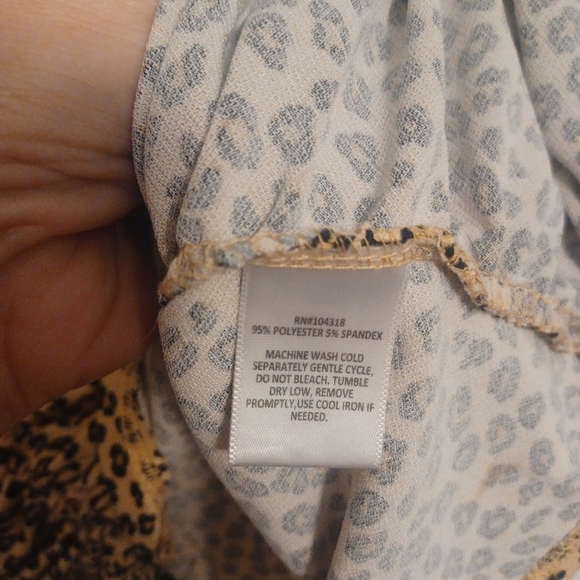 RN#104318
95% POLYESTER 5% SPANDEX
MACHINE WASH COLD
SEPARATELY GENTLE CYCLE,
DO NOT BLEACH. TUMBLE
DRY LOW, REMOVE
PROMPTLY,USE COOL IRON IF
NEEDED.